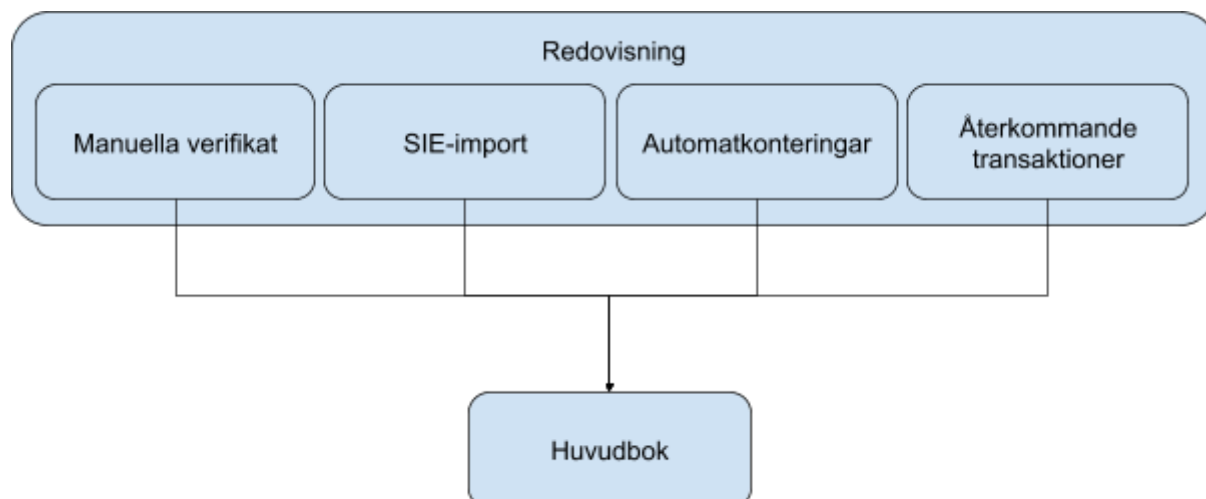 Redovisning
Manuella verifikat
SIE-import
Automatkonteringar
Återkommande
transaktioner
Huvudbok